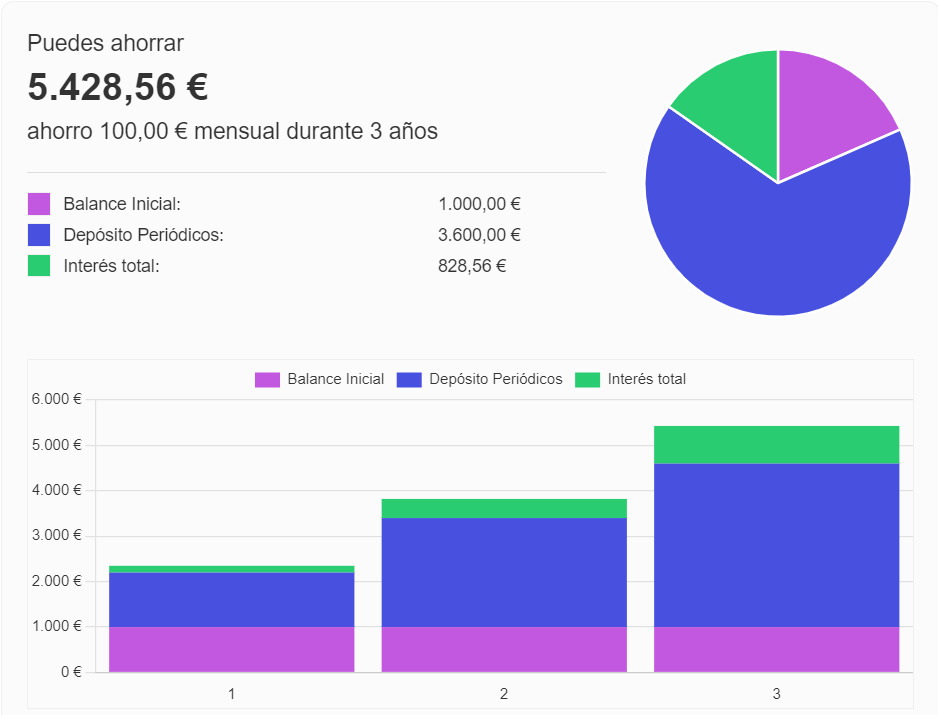 Puedes ahorrar
5.428,56 €
ahorro 100,00 € mensual durante 3 años
Balance Inicial: 1.000,00 €
Depósito Periódicos: 3.600,00 €
Interés total: 828,56 €
Balance Inicial Depósito Periódicos Interés total
6.000 €
5.000 €
4.000 €
3.000 €
2.000 €
1.000 €
0 €
1 2 3